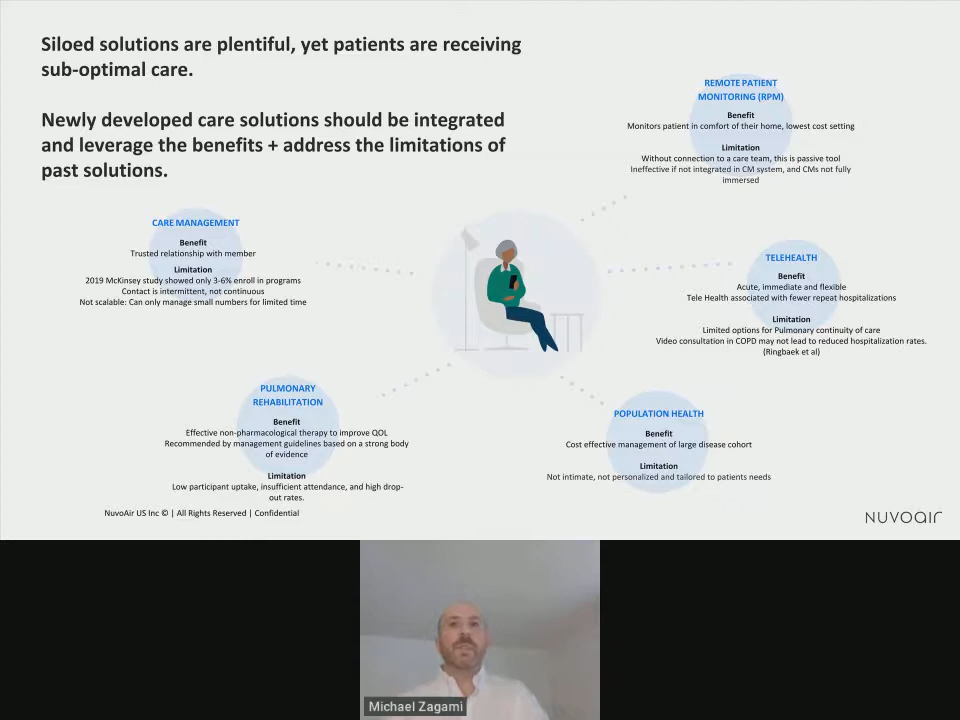 Siloed solutions are plentiful, yet patients are receiving
sub-optimal care.
Newly developed care solutions should be integrated
and leverage the benefits + address the limitations of
past solutions.
REMOTE PATIENT
MONITORING (RPM)
Benefit
Monitors patient in comfort of their home, lowest cost setting
Limitation
Without connection to a care team, this is passive tool
Ineffective if not integrated in CM system, and CMs not fully
immersed
CARE MANAGEMENT
Benefit
Trusted relationship with member
Limitation
2019 McKinsey study showed only 3-6% enroll in programs
Contact is intermittent, not continuous
Not scalable: Can only manage small numbers for limited time
TELEHEALTH
Benefit
Acute, immediate and flexible
Tele Health associated with fewer repeat hospitalizations
Limitation
Limited options for Pulmonary continuity of care
Video consultation in COPD may not lead to reduced hospitalization rates.
(Ringbaek et al)
PULMONARY
REHABILITATION
Benefit
Effective non-pharmacological therapy to improve QOL
Recommended by management guidelines based on a strong body
of evidence
Limitation
Low participant uptake, insufficient attendance, and high drop-
out rates.
POPULATION HEALTH
Benefit
Cost effective management of large disease cohort
Limitation
Not intimate, not personalized and tailored to patients needs
NuvoAir US Inc © | All Rights Reserved | Confidential
NUVOAIR
Michael Zagami